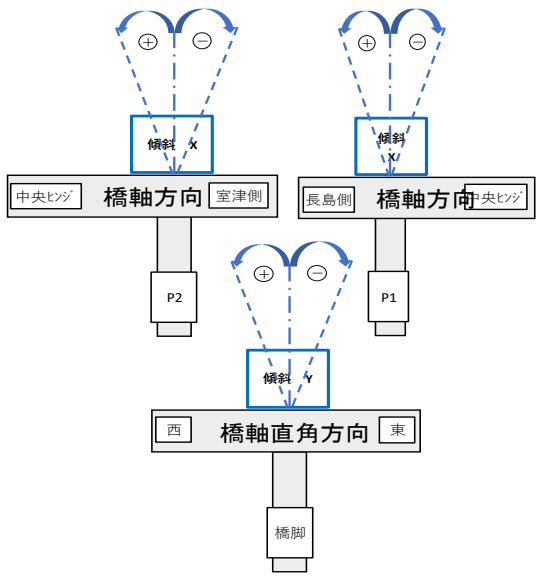 ＋ －
傾斜 X
中央ﾋﾝｼﾞ 橋軸方向 室津側
P2
＋ －
傾斜
X
長島側 橋軸方向 中央ﾋﾝｼﾞ
P1
＋ －
傾斜 Y
西 橋軸直角方向 東
橋脚